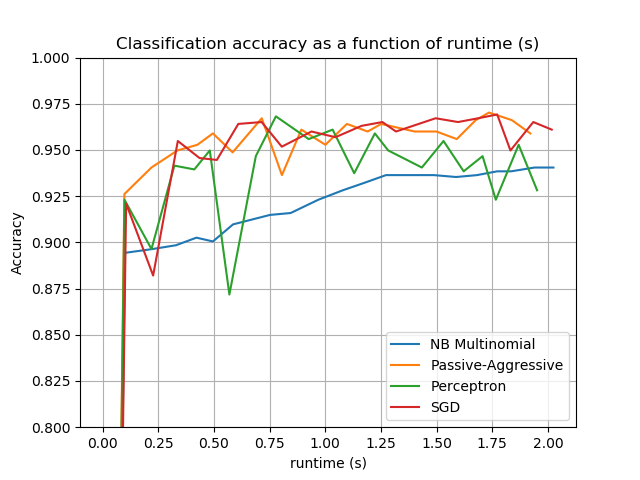 Classification accuracy as a function of runtime (s)
1.000
0.975
0.950
0.925
0.900
0.875
0.850
0.825
0.800
Accuracy
NB Multinomial
Passive-Aggressive
Perceptron
SGD
0.00 0.25 0.50 0.75 1.00 1.25 1.50 1.75 2.00
runtime (s)